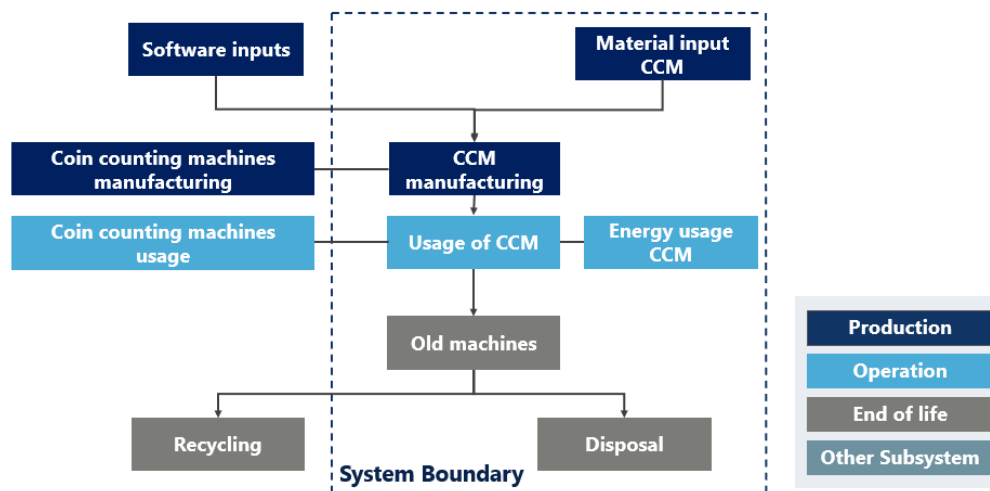 Software inputs
Material input
CCM
Coin counting machines
manufacturing
CCM
manufacturing
Coin counting machines
usage
Usage of CCM
Energy usage
CCM
Old machines
Recycling
Disposal
System Boundary
Production
Operation
End of life
Other Subsystem